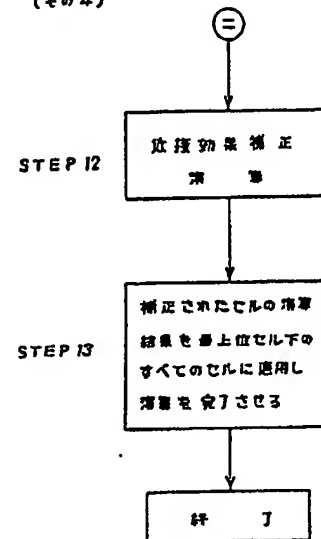 (その4)
ニ
STEP 12
近接効果補正
演算
STEP 13
補正されたセルの演算
結果を最上位セル下の
すべてのセルに適用し
演算を完了させる
終了